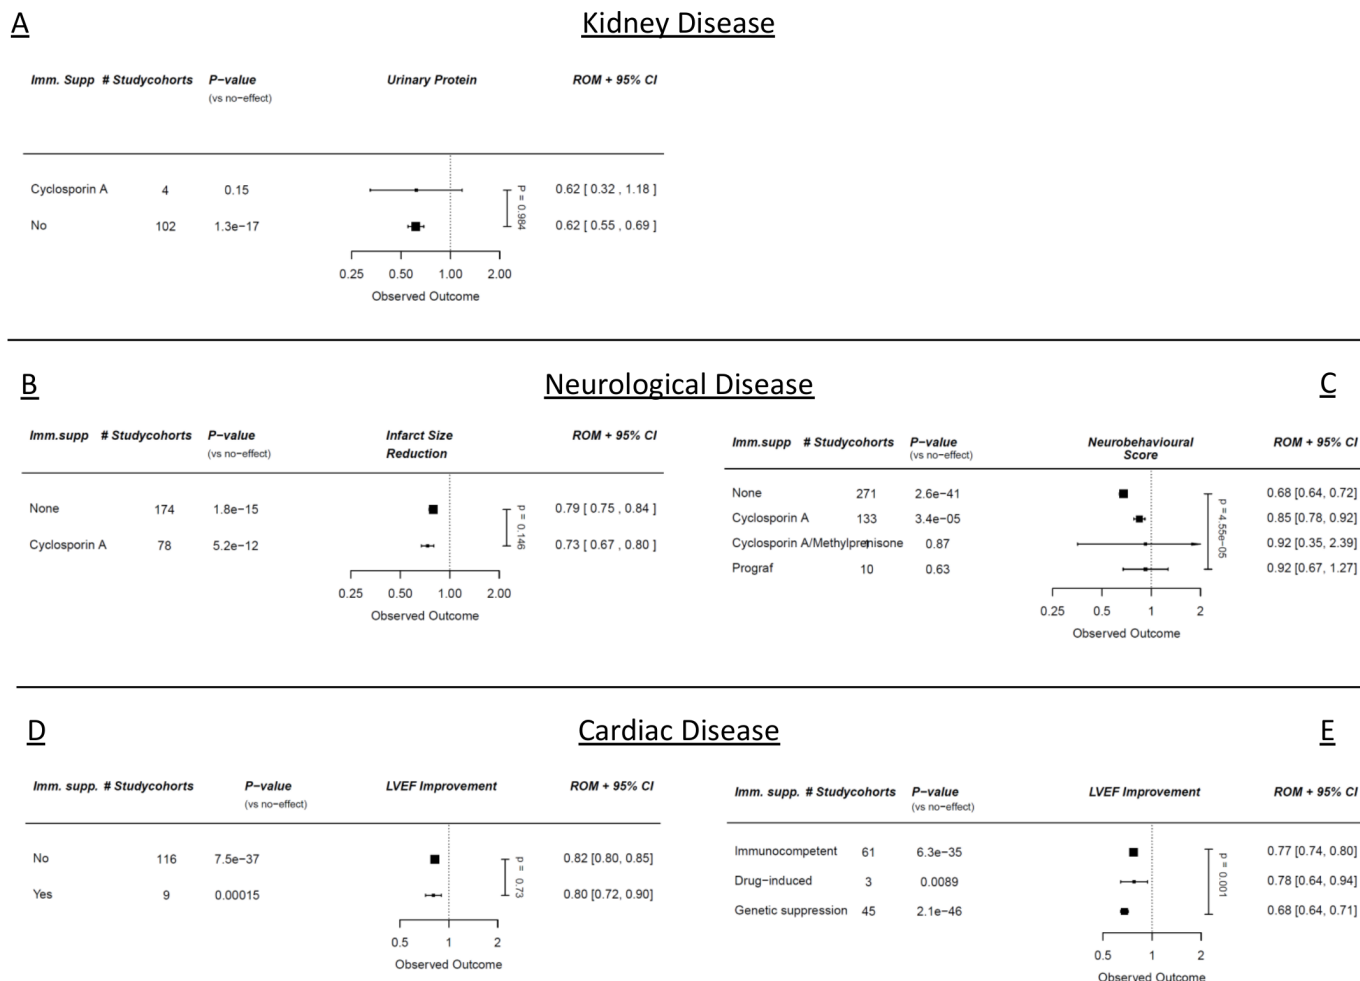 A
Kidney Disease
Imm. Supp # Studycohorts P−value Urinary Protein ROM + 95% CI
(vs no−effect)
Cyclosporin A 4 0.15 0.62 [ 0.32 , 1.18 ]
No 102 1.3e−17 0.62 [ 0.55 , 0.69 ]
P = 0.984
0.25 0.50 1.00 2.00
Observed Outcome
B
Neurological Disease
C
Imm.supp # Studycohorts P−value Infarct Size ROM + 95% CI
(vs no−effect) Reduction
None 174 1.8e−15 0.79 [ 0.75 , 0.84 ]
Cyclosporin A 78 5.2e−12 0.73 [ 0.67 , 0.80 ]
p = 0.146
0.25 0.50 1.00 2.00
Observed Outcome
Imm.supp # Studycohorts P−value Neurobehavioural ROM + 95% CI
(vs no−effect) Score
None 271 2.6e−41 0.68 [0.64, 0.72]
Cyclosporin A 133 3.4e−05 0.85 [0.78, 0.92]
Cyclosporin A/Methylprenisone 0.87 0.92 [0.35, 2.39]
Prograf 10 0.63 0.92 [0.67, 1.27]
p =4.55e−05
0.25 0.5 1 2
Observed Outcome
D
Cardiac Disease
E
Imm. supp. # Studycohorts P−value LVEF Improvement ROM + 95% CI
(vs no−effect)
No 116 7.5e−37 0.82 [0.80, 0.85]
Yes 9 0.00015 0.80 [0.72, 0.90]
p = 0.73
0.5 1 2
Observed Outcome
Imm. supp. # Studycohorts P−value LVEF Improvement ROM + 95% CI
(vs no−effect)
Immunocompetent 61 6.3e−35 0.77 [0.74, 0.80]
Drug−induced 3 0.0089 0.78 [0.64, 0.94]
Genetic suppression 45 2.1e−46 0.68 [0.64, 0.71]
p = 0.001
0.5 1 2
Observed Outcome